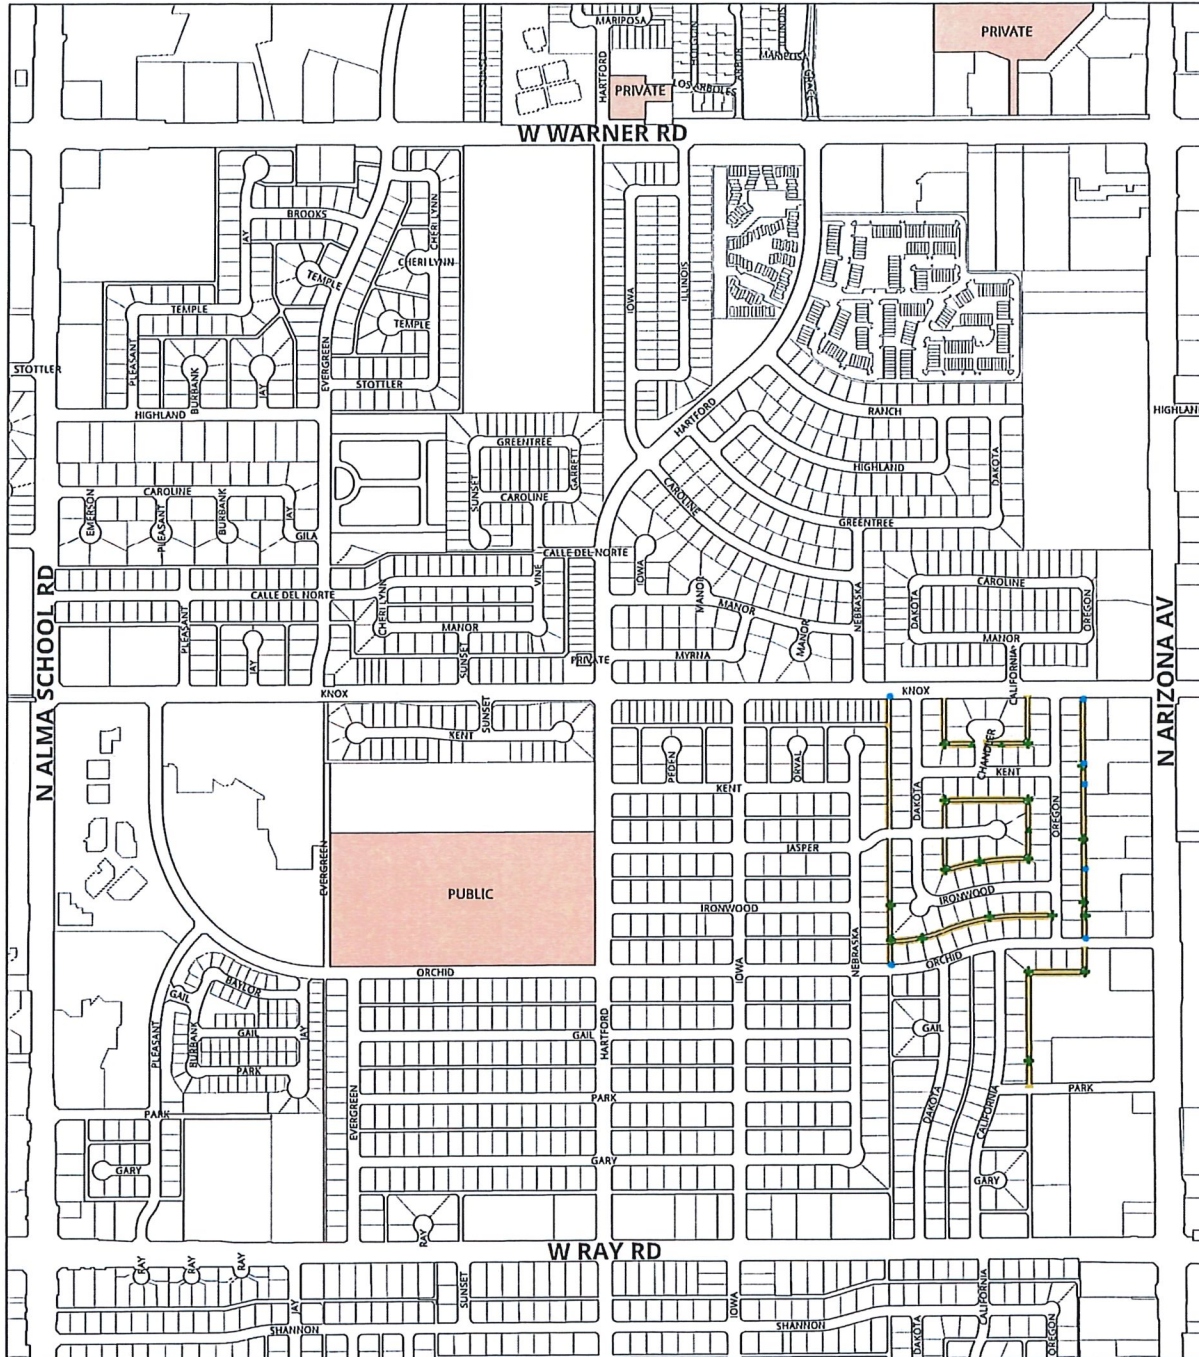 MARIPOSA
PRIVATE
HARTFORD
PRIVATE
LOS ARBOLES
W WARNER RD
BROOKS
CHERI LYNN
JAY
CHERI LYNN
TEMPLE
IOWA
ILLINOIS
TEMPLE
TEMPLE
STOTTLER
PLEASANT
BURBANK
JAY
EVERGREEN
STOTTLER
HIGHLAND
HARTFORD
RANCH
HIGHLAND
GREENTREE
GARRETT
HIGHLAND
DAKOTA
CAROLINE
SUNSET
CAROLINE
CAROLINE
EMERSON
PLEASANT
BURBANK
JAY
GREENTREE
GILA
CALLE DEL NORTE
IOWA
VINE
CALLE DEL NORTE
CHERI LYNN
MANOR
MANOR
NEBRASKA
DAKOTA
CAROLINE
OREGON
N ALMA SCHOOL RD
PLEASANT
JAY
MANOR
SUNSET
PRIVATE
MYRNA
MANOR
MANOR
CALIFORNIA
N ARIZONA AV
KNOX
KNOX
SUNSET
KENT
PEDEN
ORVAL
CHANDLER
KENT
KENT
DAKOTA
OREGON
JASPER
EVERGREEN
PUBLIC
IRONWOOD
IRONWOOD
NEBRASKA
IOWA
ORCHID
ORCHID
GAIL
BAYLOR
GAIL
HARTFORD
GAIL
GAIL
PLEASANT
BURBANK
JAY
PARK
PARK
PARK
PARK
EVERGREEN
DAKOTA
CALIFORNIA
GARY
GARY
GARY
RAY
W RAY RD
RAY
RAY
RAY
JAY
SUNSET
IOWA
CALIFORNIA
SHANNON
SHANNON
DAKOTA
OREGON